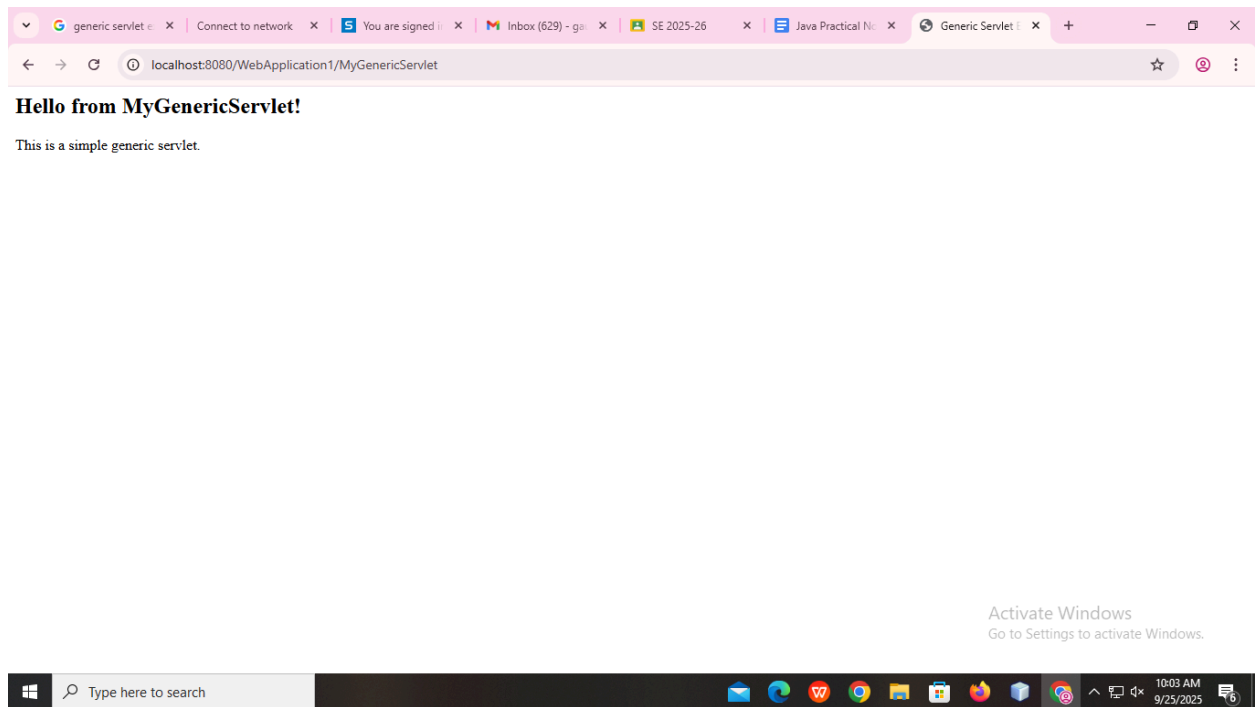 generic servlet e
Connect to network
S You are signed i
Inbox (629) - ga
SE 2025-26
Java Practical No
Generic Servlet E
localhost:8080/WebApplication1/MyGenericServlet
Hello from MyGenericServlet!
This is a simple generic servlet.
Activate Windows
Go to Settings to activate Windows.
Type here to search
10:03 AM
9/25/2025
6